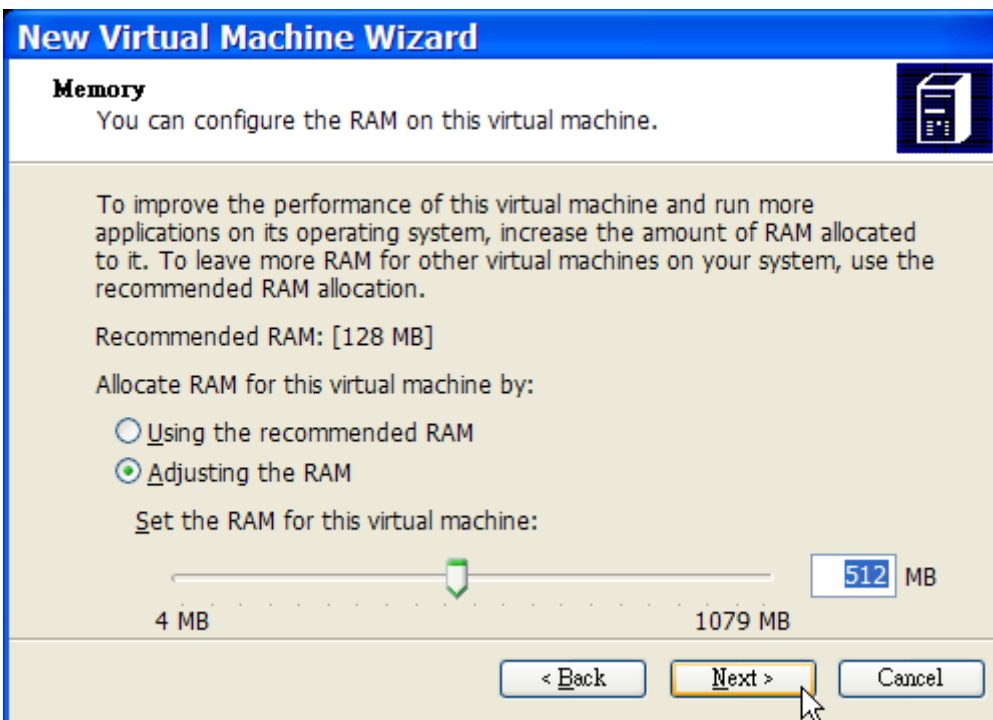 New Virtual Machine Wizard
Memory
You can configure the RAM on this virtual machine.
To improve the performance of this virtual machine and run more
applications on its operating system, increase the amount of RAM allocated
to it. To leave more RAM for other virtual machines on your system, use the
recommended RAM allocation.
Recommended RAM: [128 MB]
Allocate RAM for this virtual machine by:
Using the recommended RAM
Adjusting the RAM
Set the RAM for this virtual machine:
512 MB
4 MB 1079 MB
< Back Next > Cancel